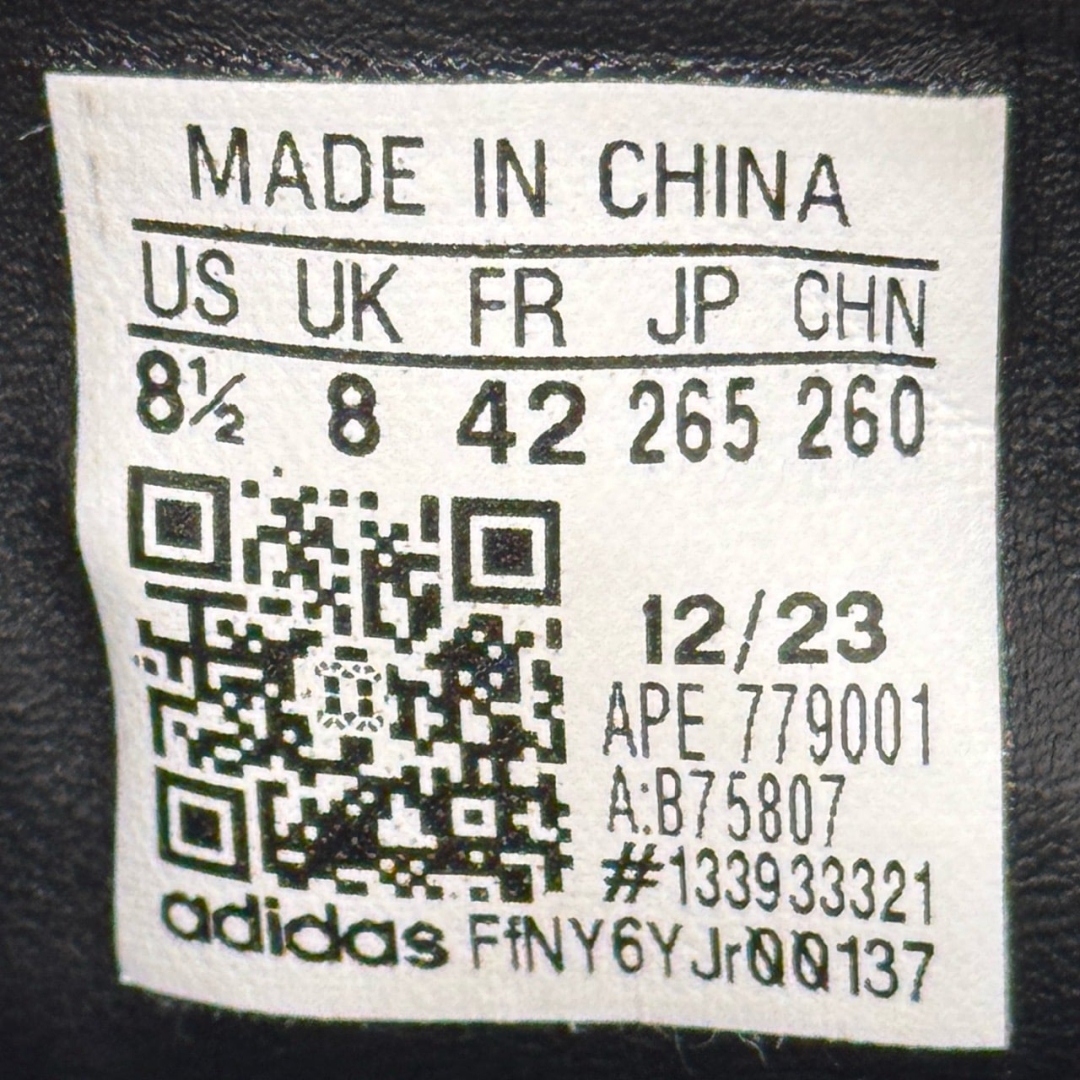 MADE IN CHINA
US UK FR JP CHN
8½ 8 42 265 260
12/23
APE 779001
A:B75807
#133933321
adidas FfNY6YJr00137